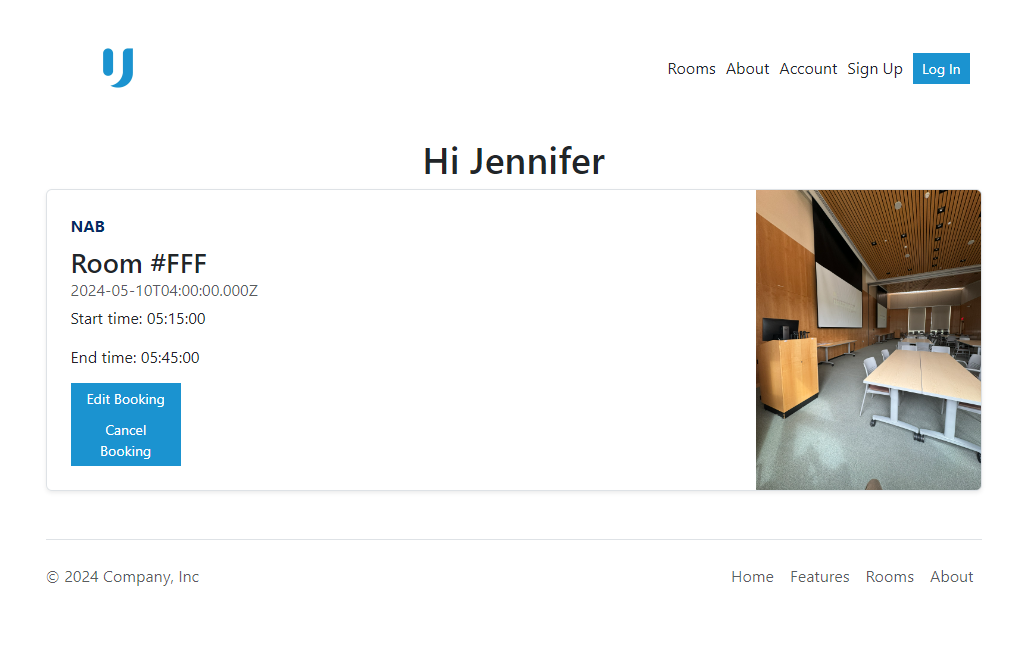 Rooms About Account Sign Up Log In
Hi Jennifer
NAB
Room #FFF
2024-05-10T04:00:00.000Z
Start time: 05:15:00
End time: 05:45:00
Edit Booking
Cancel
Booking
© 2024 Company, Inc
Home Features Rooms About